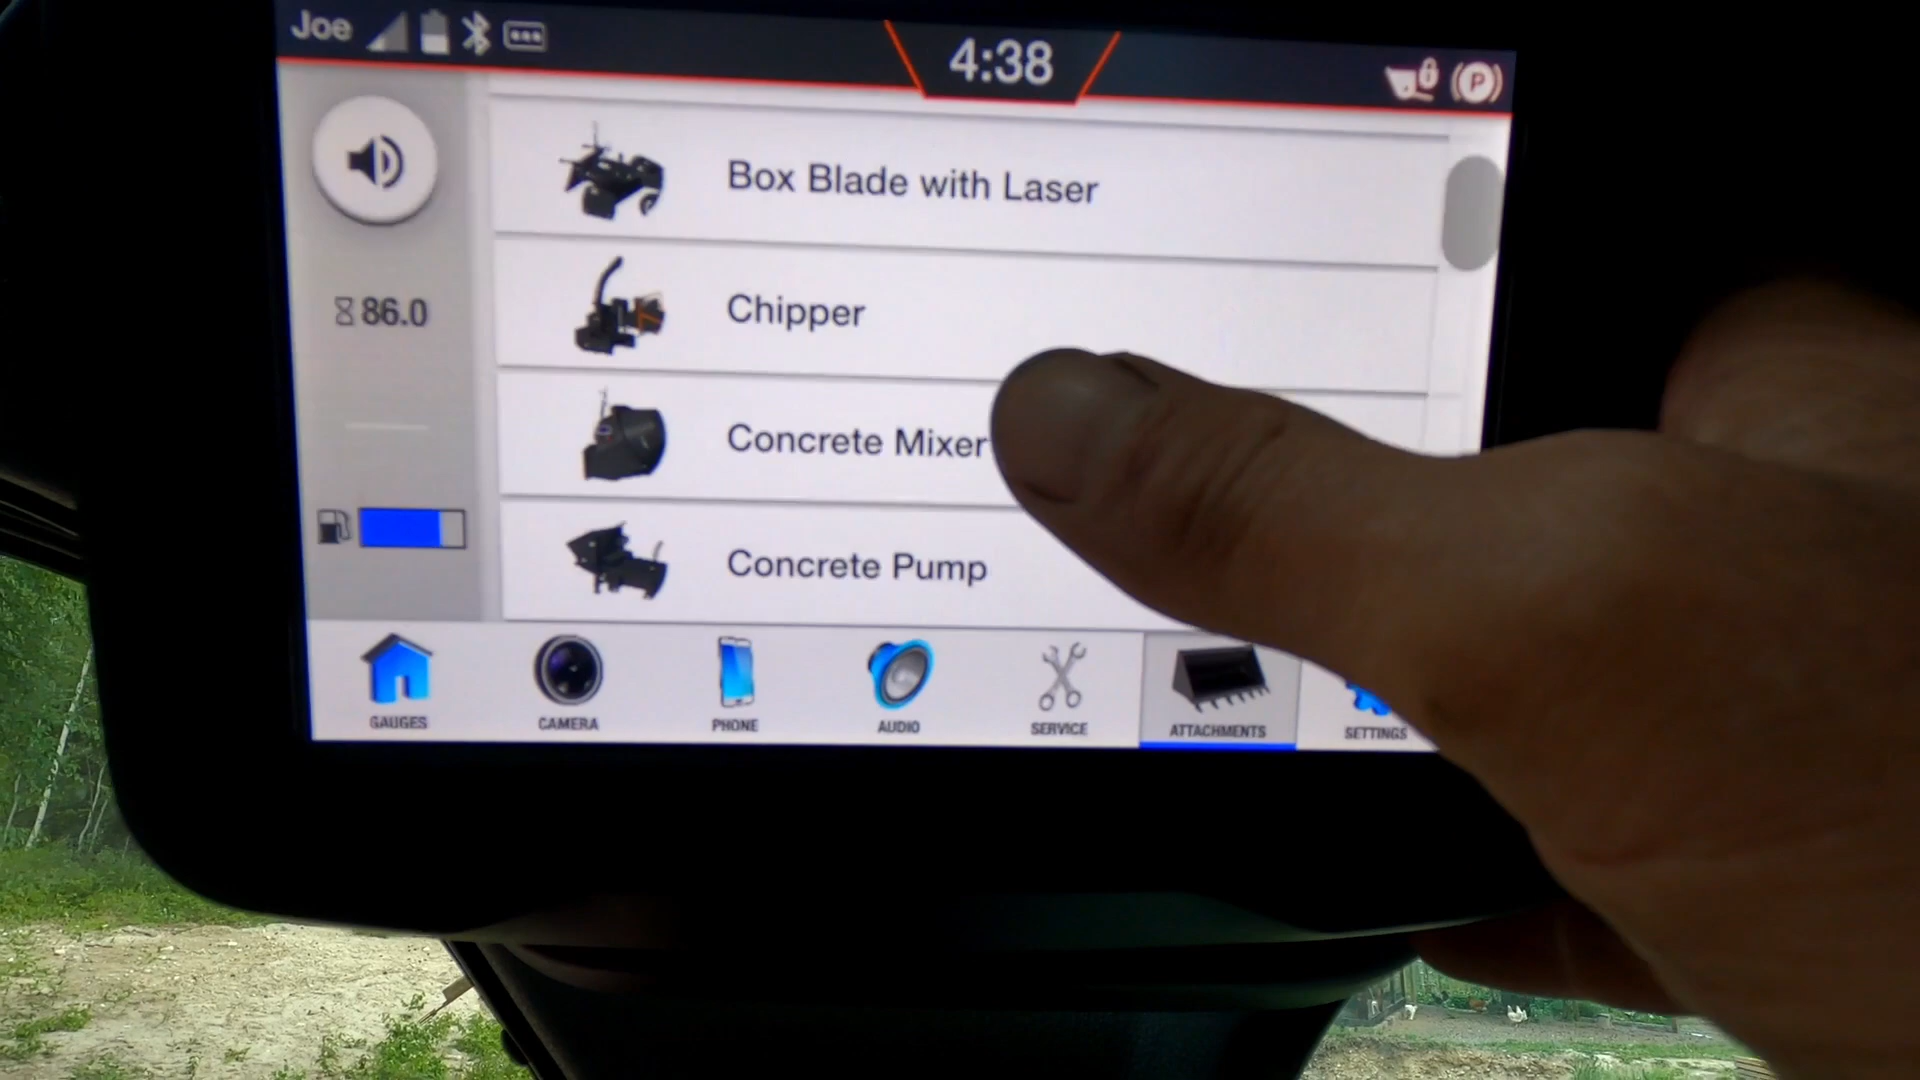 Joe
4:38
P
Box Blade with Laser
Chipper
86.0
Concrete Mixer
Concrete Pump
GAUGES
CAMERA
PHONE
AUDIO
SERVICE
ATTACHMENTS
SETTINGS